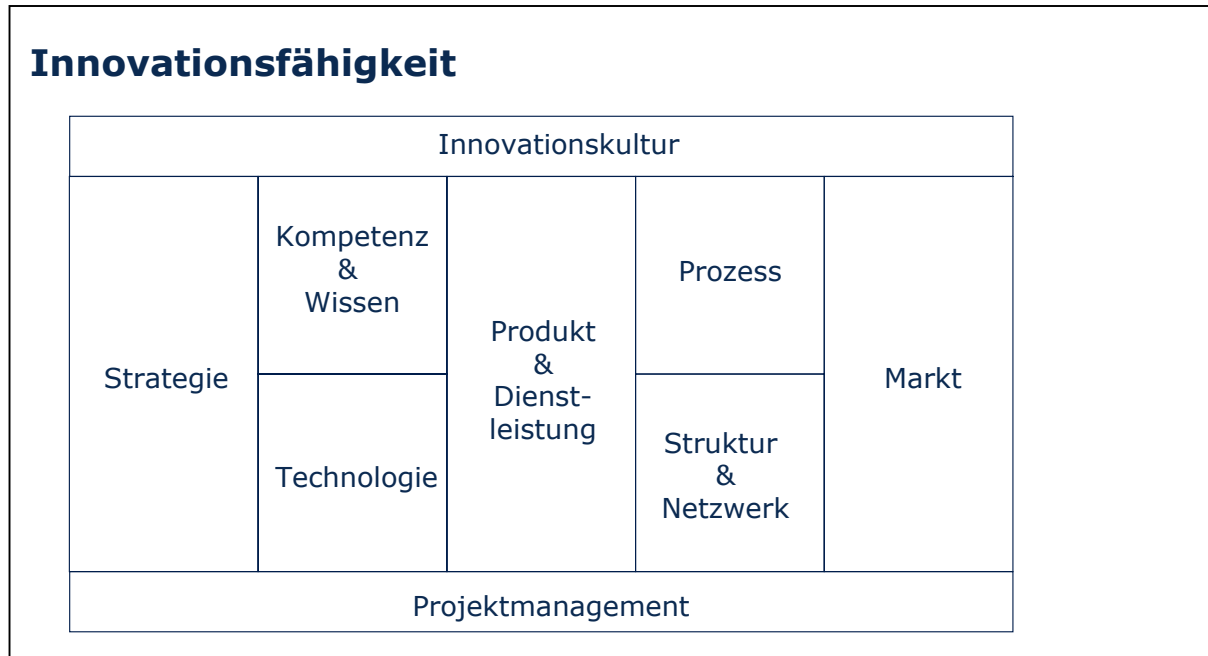 Innovationsfähigkeit
Innovationskultur
Strategie
Kompetenz
&
Wissen
Technologie
Produkt
&
Dienst-
leistung
Prozess
Struktur
&
Netzwerk
Markt
Projektmanagement